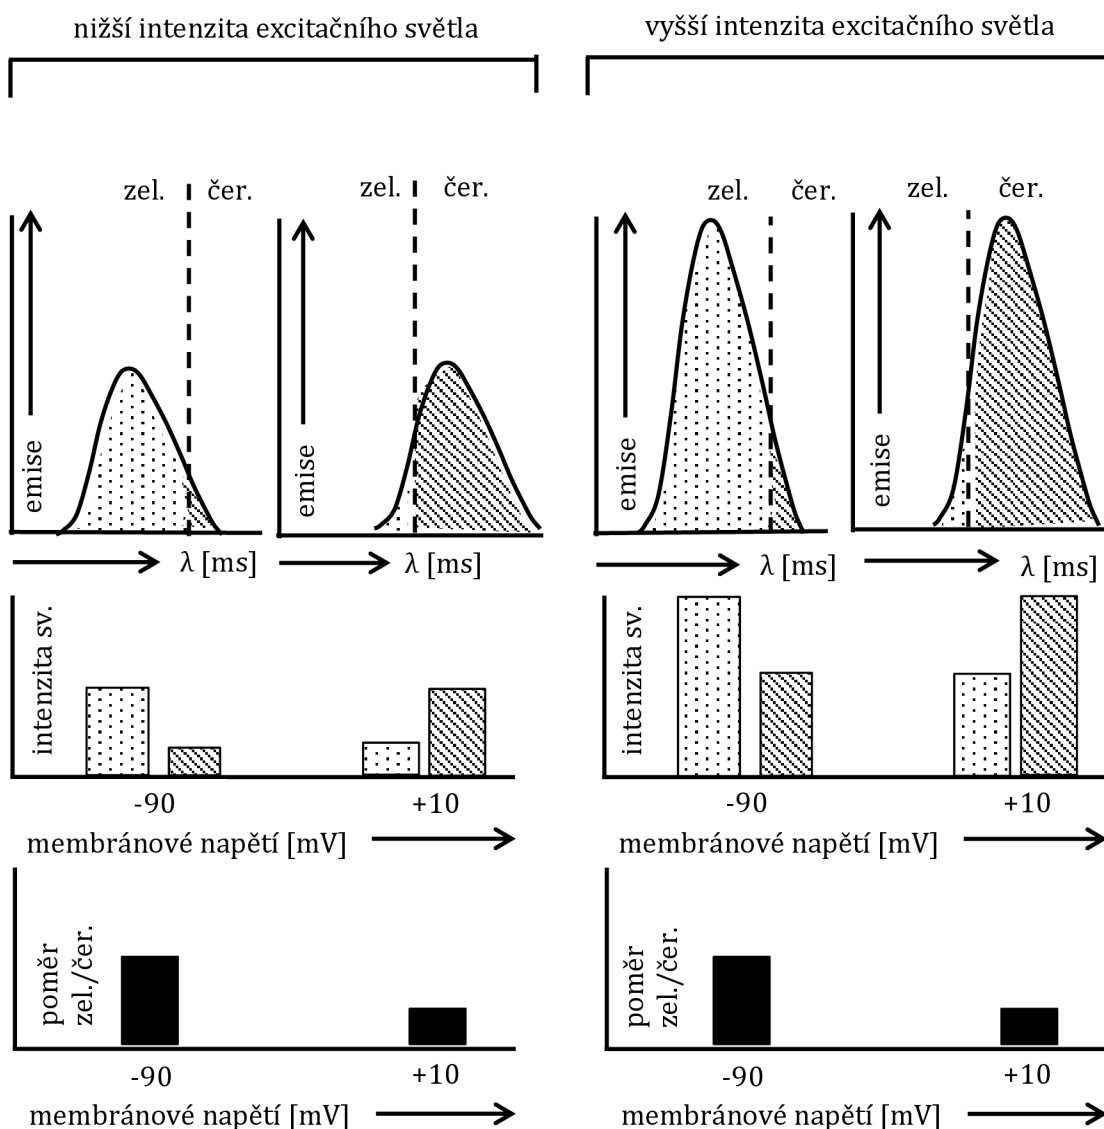 nižší intenzita excitačního světla
vyšší intenzita excitačního světla
zel. čer.
zel. čer.
zel. čer.
zel. čer.
emise
emise
emise
emise
λ [ms]
λ [ms]
λ [ms]
λ [ms]
intenzita sv.
-90
+10
membránové napětí [mV]
intenzita sv.
-90
+10
membránové napětí [mV]
poměr
zel./čer.
-90
+10
membránové napětí [mV]
poměr
zel./čer.
-90
+10
membránové napětí [mV]